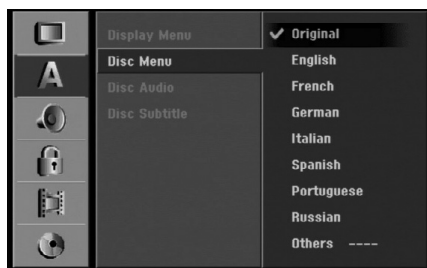 Display Menu
Disc Menu
Disc Audio
Disc Subtitle
Original
English
French
German
Italian
Spanish
Portuguese
Russian
Others ----
A